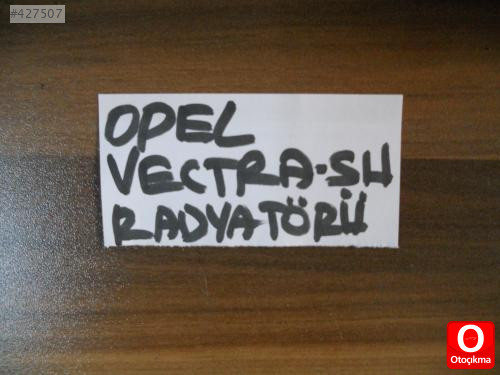 #427507
OPEL
VECTRA-SU
RADYATÖRÜ
O
Otoçıkma